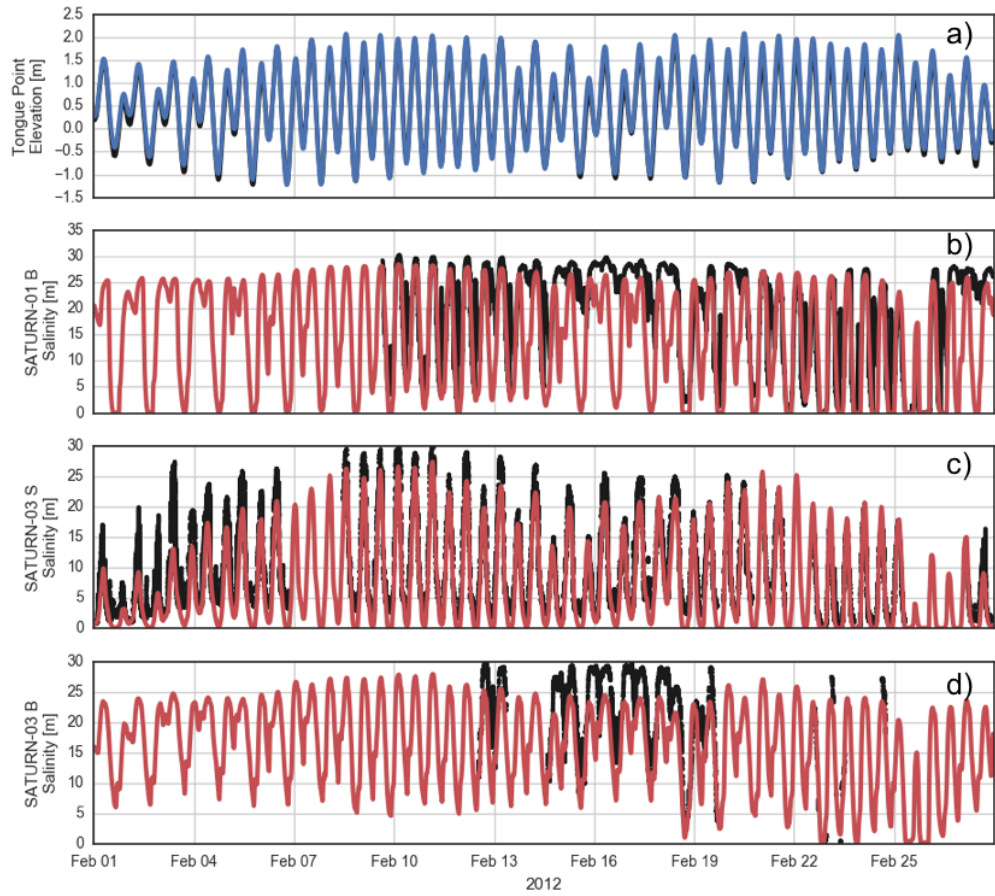 a)
Tongue Point
Elevation [m]
2.5
2.0
1.5
1.0
0.5
0.0
−0.5
−1.0
−1.5
b)
SATURN-01 B
Salinity [m]
35
30
25
20
15
10
5
0
c)
SATURN-03 S
Salinity [m]
30
25
20
15
10
5
0
d)
SATURN-03 B
Salinity [m]
30
25
20
15
10
5
0
Feb 01 Feb 04 Feb 07 Feb 10 Feb 13 Feb 16 Feb 19 Feb 22 Feb 25
2012